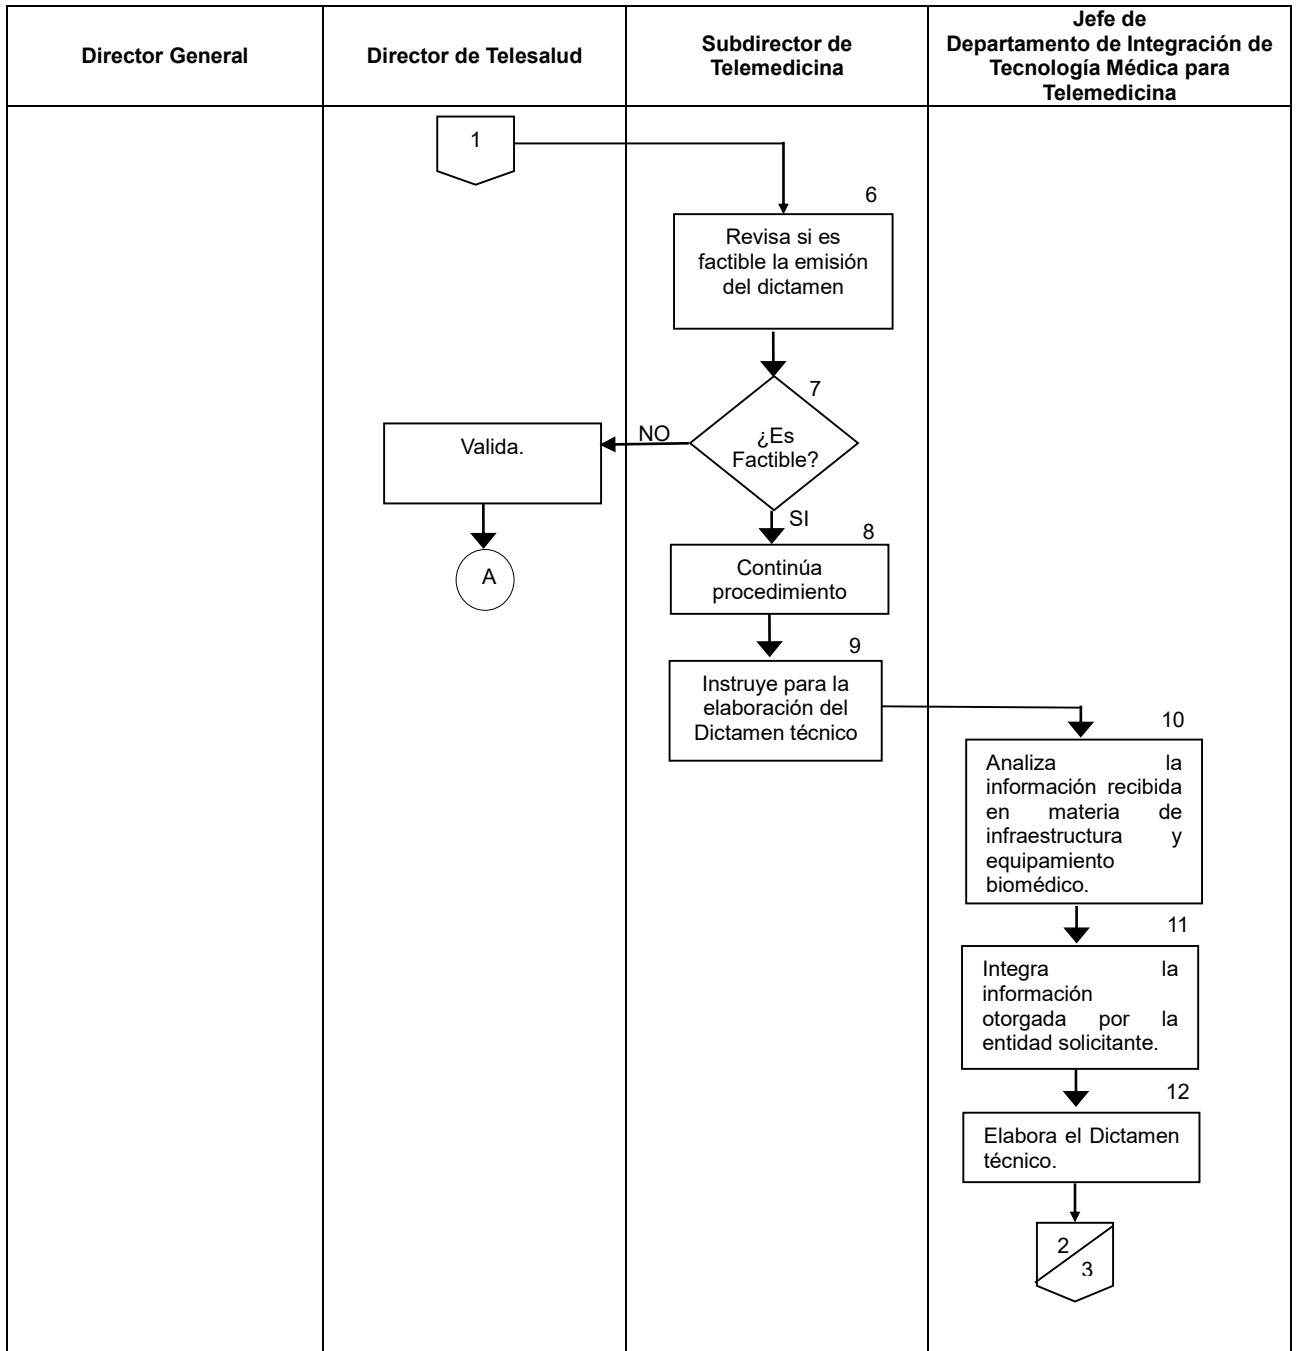 Director General
Director de Telesalud
Subdirector de
Telemedicina
Jefe de
Departamento de Integración de
Tecnología Médica para
Telemedicina
1
6
Revisa si es
factible la emisión
del dictamen
7
¿Es
Factible?
NO
Valida.
A
SI
8
Continúa
procedimiento
9
Instruye para la
elaboración del
Dictamen técnico
10
Analiza la
información recibida
en materia de
infraestructura y
equipamiento
biomédico.
11
Integra la
información
otorgada por la
entidad solicitante.
12
Elabora el Dictamen
técnico.
2
3